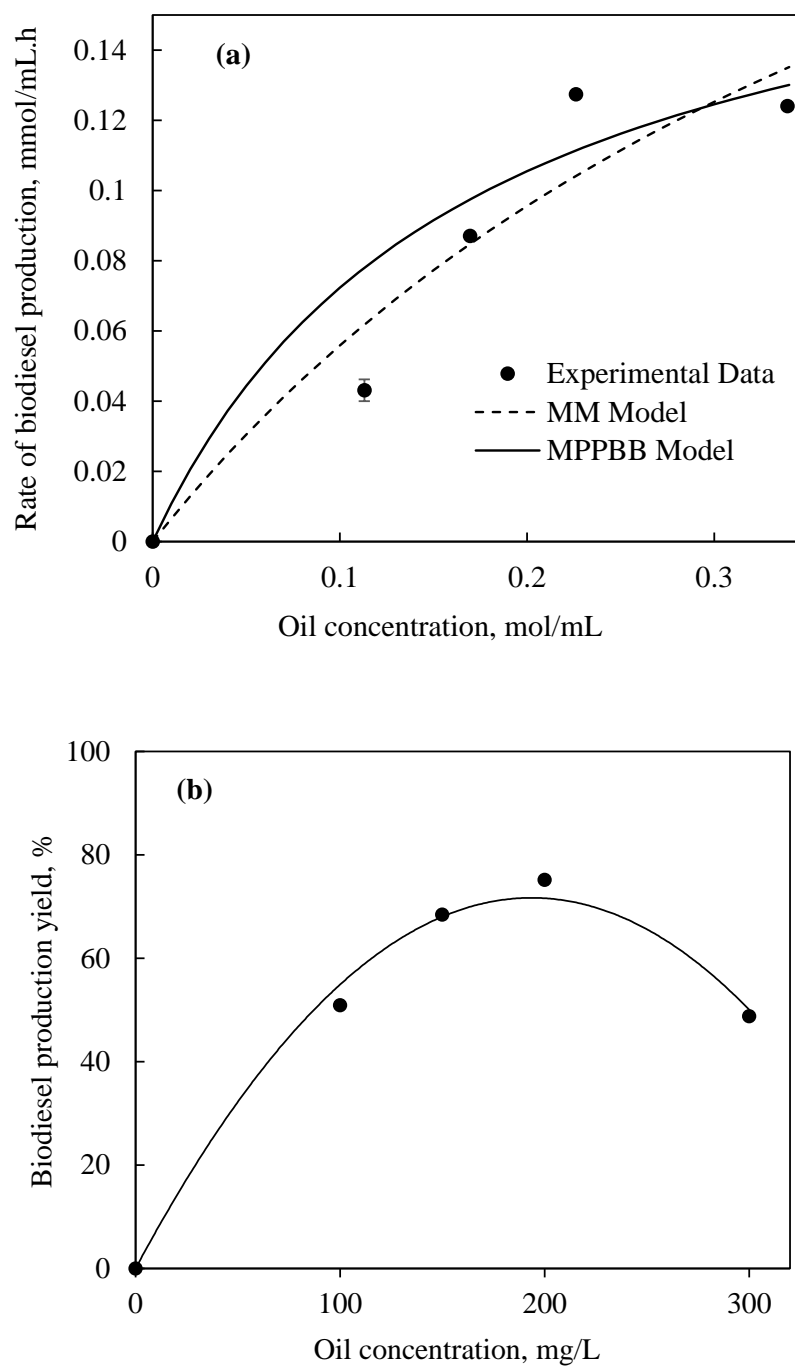 (a)
Rate of biodiesel production, mmol/mL.h
0.14
0.12
0.1
0.08
0.06
0.04
0.02
0
Experimental Data
MM Model
MPPBB Model
0 0.1 0.2 0.3
Oil concentration, mol/mL
(b)
Biodiesel production yield, %
100
80
60
40
20
0
0 100 200 300
Oil concentration, mg/L